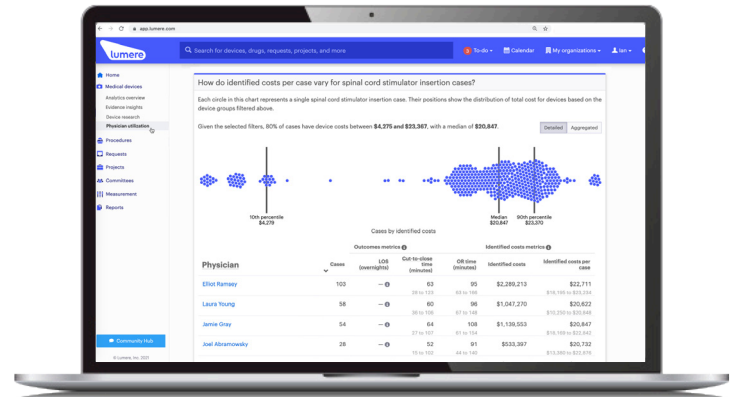 app.lumere.com
lumere
Search for devices, drugs, requests, projects, and more
To-do
Calendar
My organizations
Ian
Home
Medical devices
Analytics overview
Evidence insights
Device research
Physician utilization
Procedures
Requests
Projects
Committees
Measurement
Reports
Community Hub
© Lumere, Inc. 2021
How do identified costs per case vary for spinal cord stimulator insertion cases?
Each circle in this chart represents a single spinal cord stimulator insertion case. Their positions show the distribution of total cost for devices based on the
device groups filtered above.
Given the selected filters, 80% of cases have device costs between $4,275 and $23,367, with a median of $20,847.
Detailed Aggregated
10th percentile
$4,279
Median
$20,847
90th percentile
$23,370
Cases by identified costs
Outcomes metrics
Identified costs metrics
Physician
Cases
LOS
(overnights)
Cut-to-close
time
(minutes)
OR time
(minutes)
Identified costs
Identified costs per
case
Elliot Ramsey 103 — 63 95 $2,289,213 $22,711
Laura Young 58 — 60 96 $1,047,270 $20,622
Jamie Gray 54 — 64 108 $1,139,553 $20,847
Joel Abramowsky 28 — 52 91 $533,397 $20,732